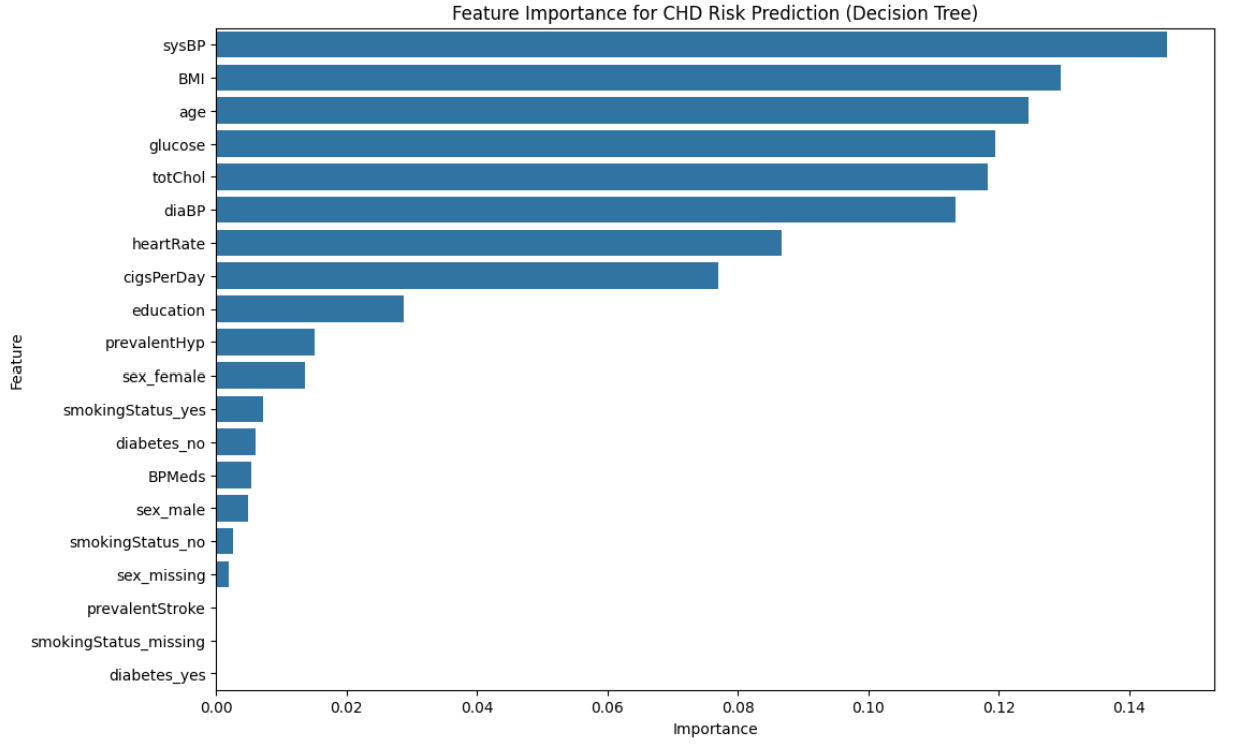 Feature Importance for CHD Risk Prediction (Decision Tree)
sysBP
BMI
age
glucose
totChol
diaBP
heartRate
cigsPerDay
education
prevalentHyp
sex_female
smokingStatus_yes
diabetes_no
BPMeds
sex_male
smokingStatus_no
sex_missing
prevalentStroke
smokingStatus_missing
diabetes_yes
Feature
0.00 0.02 0.04 0.06 0.08 0.10 0.12 0.14
Importance